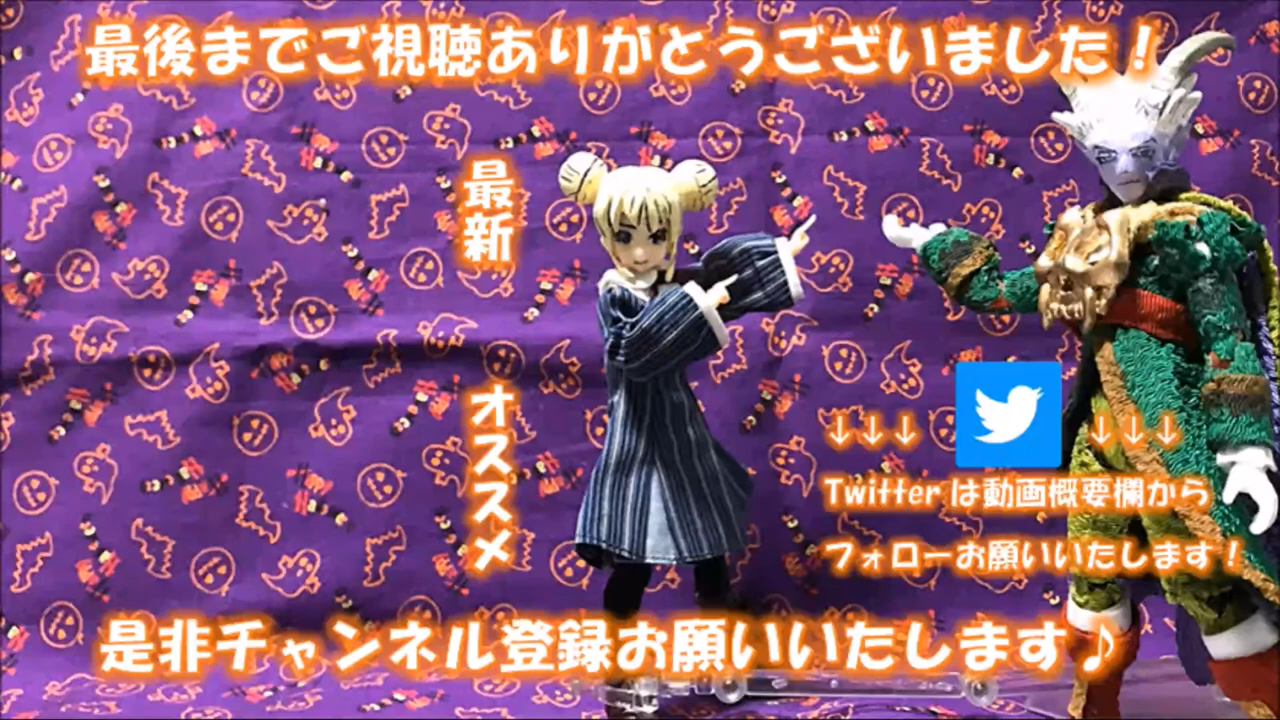 最後までご視聴ありがとうございました！
最新
オススメ
↓↓↓ ↓↓↓
Twitterは動画概要欄から
フォローお願いいたします！
是非チャンネル登録お願いいたします♪